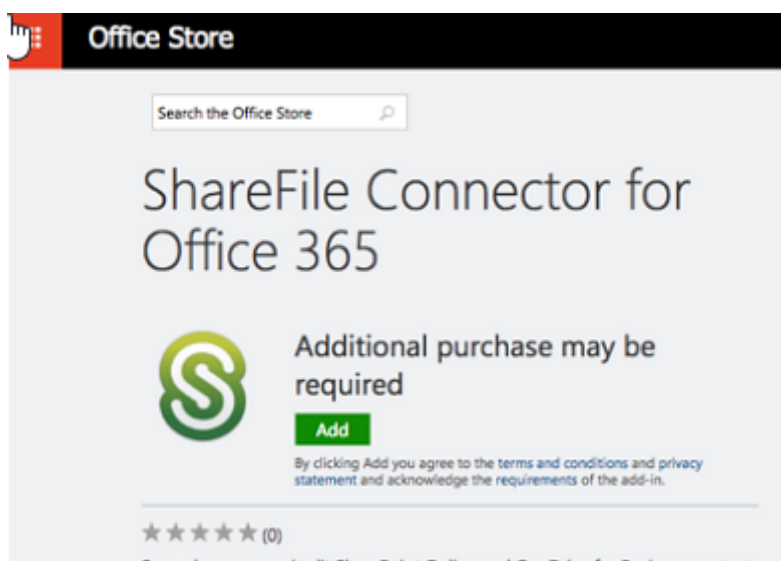 Office Store
Search the Office Store
ShareFile Connector for
Office 365
Additional purchase may be
required
Add
By clicking Add you agree to the terms and conditions and privacy
statement and acknowledge the requirements of the add-in.
(0)